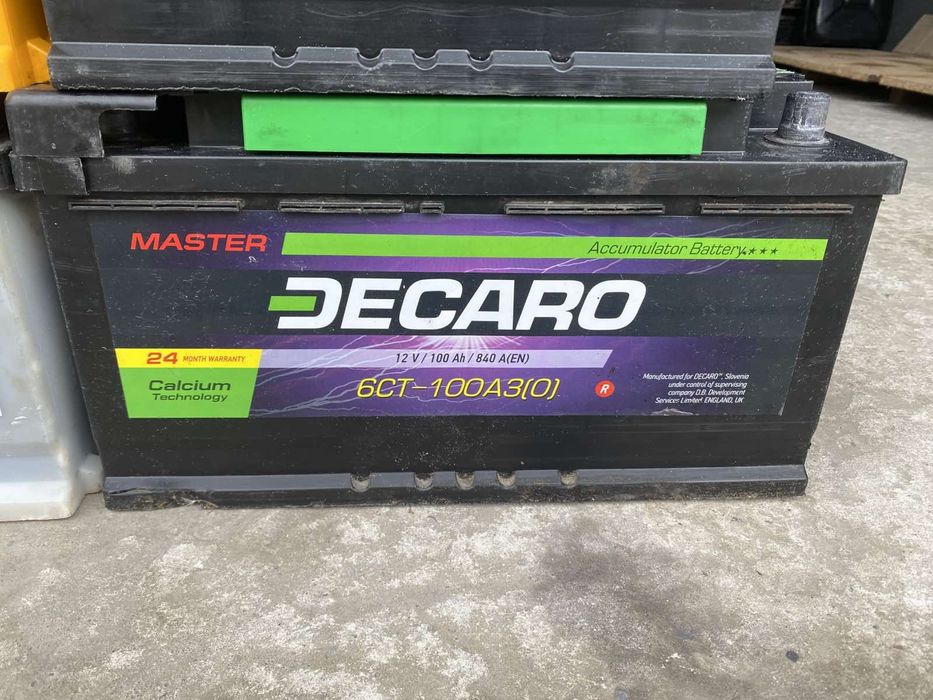 MASTER
Accumulator Battery★★★
DECARO
24 MONTH WARRANTY
12 V / 100 Ah / 840 A(EN)
Calcium
Technology
6CT-100A3(0)
R
Manufactured for DECARO™, Slovenia
under control of supervising
company D.B. Development
Services Limited, ENGLAND, UK